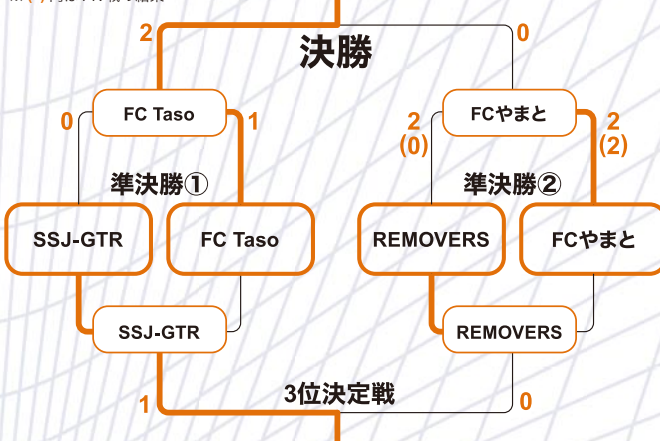 2
0
決勝
FC Taso
FCやまと
0
1
2
(0)
2
(2)
準決勝①
準決勝②
SSJ-GTR
FC Taso
REMOVERS
FCやまと
SSJ-GTR
REMOVERS
3位決定戦
1
0